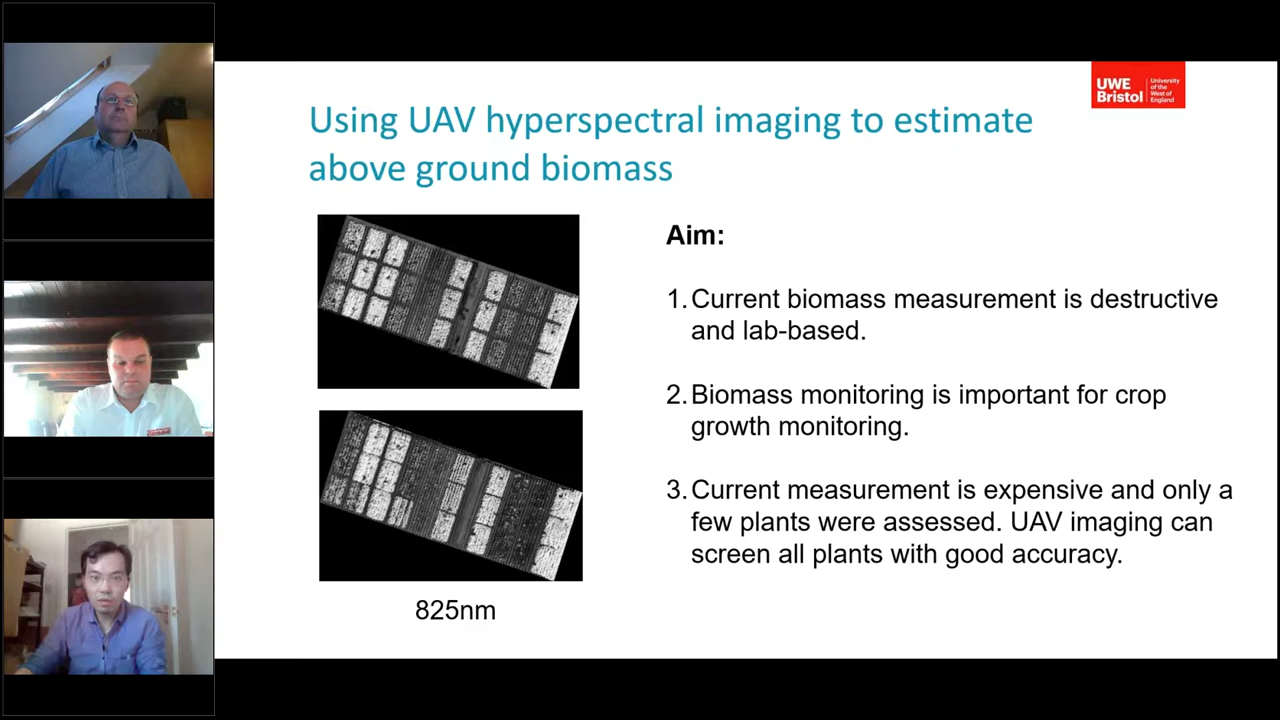 UWE
Bristol
University
of the
West of
England
Using UAV hyperspectral imaging to estimate
above ground biomass
Aim:
1. Current biomass measurement is destructive
and lab-based.
2. Biomass monitoring is important for crop
growth monitoring.
3. Current measurement is expensive and only a
few plants were assessed. UAV imaging can
screen all plants with good accuracy.
825nm